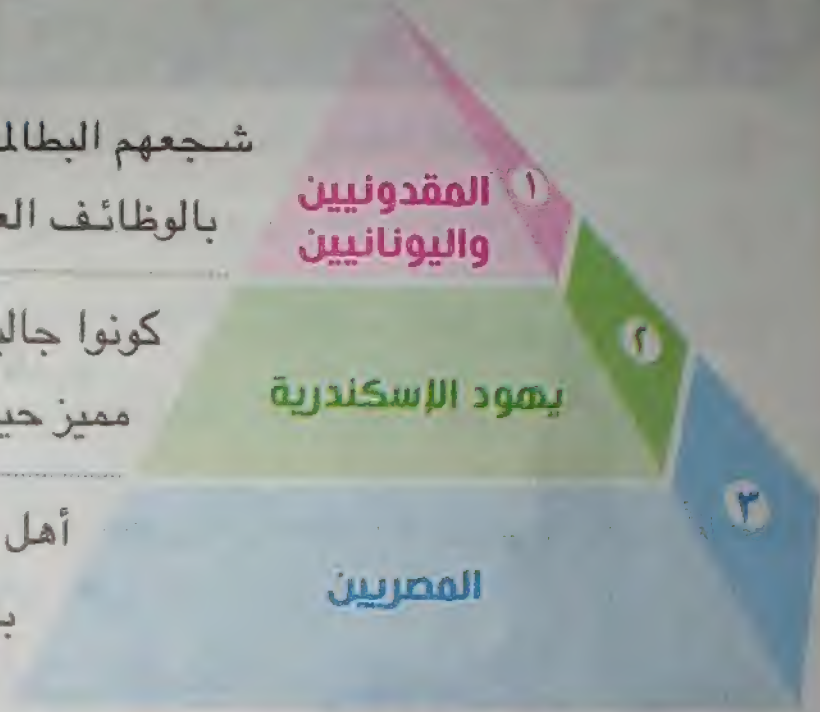 ١
المقدونيين
واليونانيين
شجعهم
بالوظائف
٢
يهود الإسكندرية
كونوا
مميز
٣
المصريين
أهل